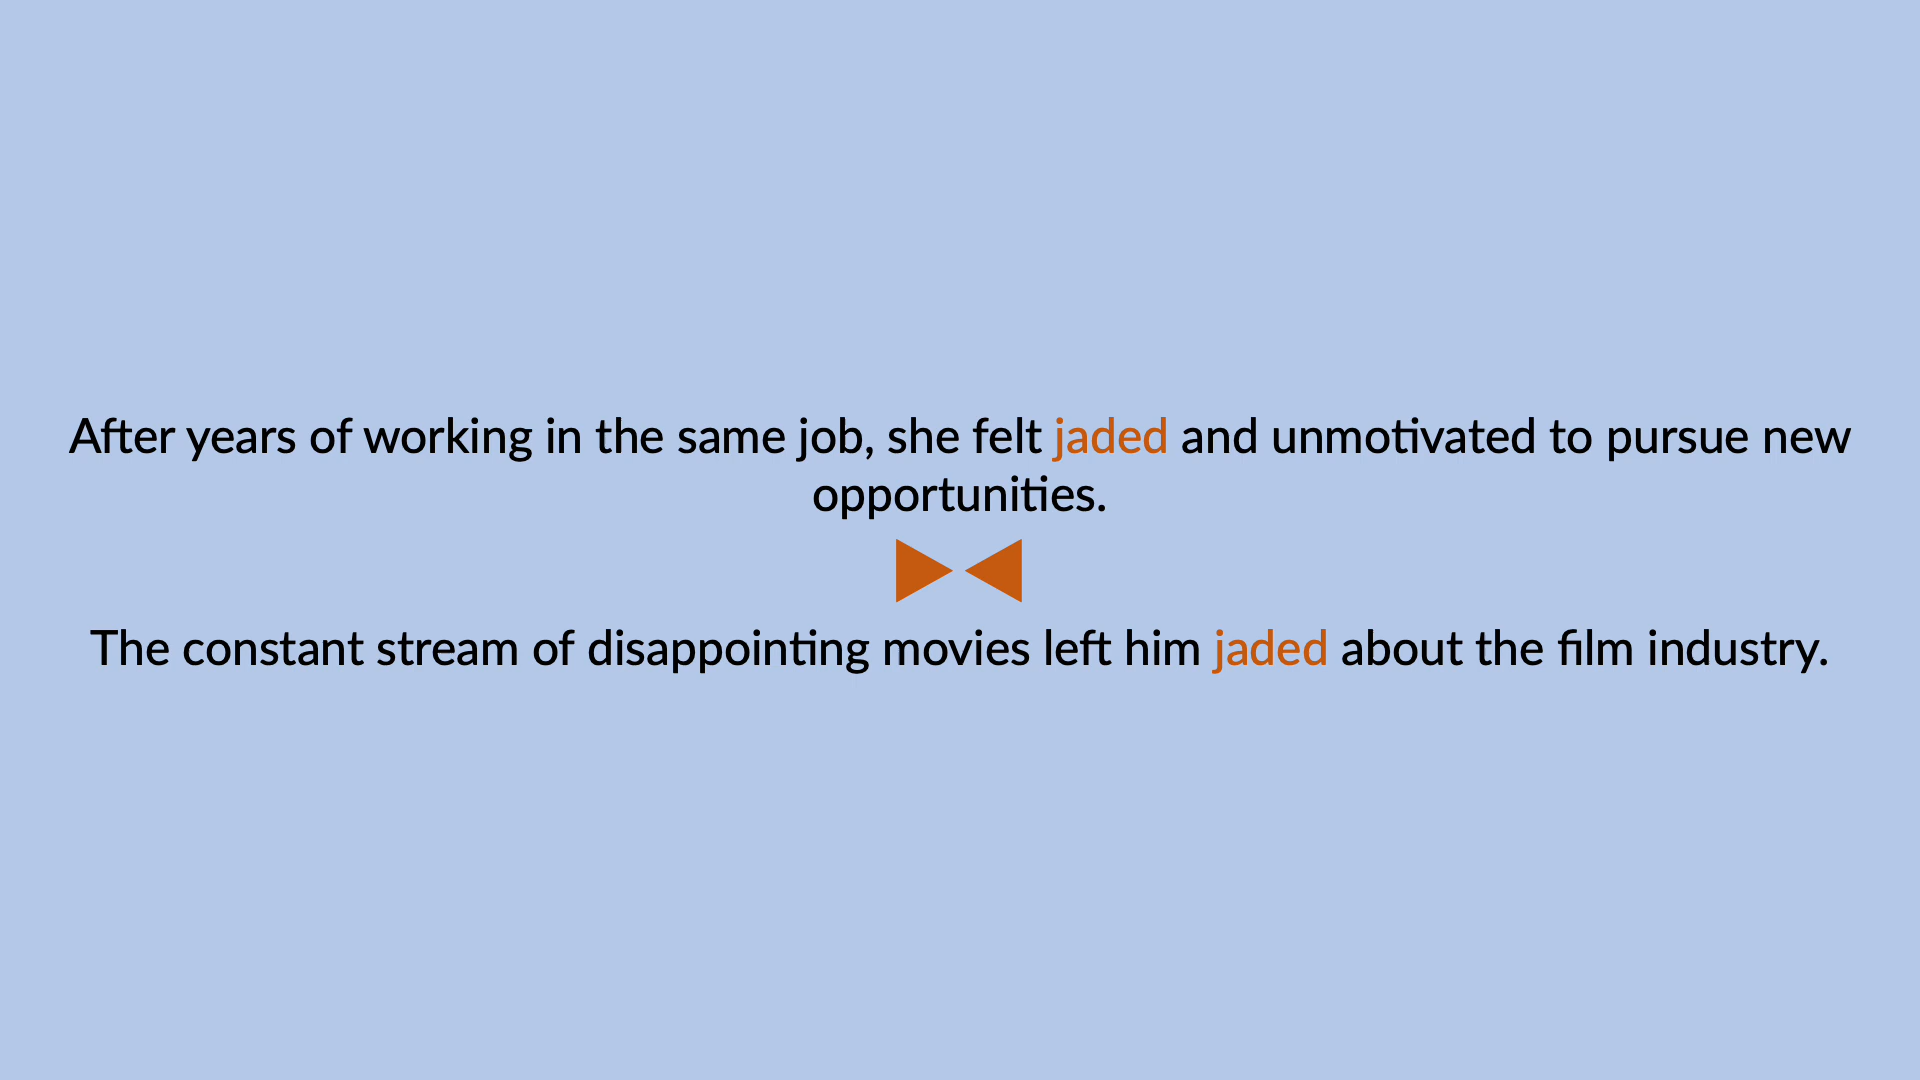 After years of working in the same job, she felt jaded and unmotivated to pursue new
opportunities.
The constant stream of disappointing movies left him jaded about the film industry.